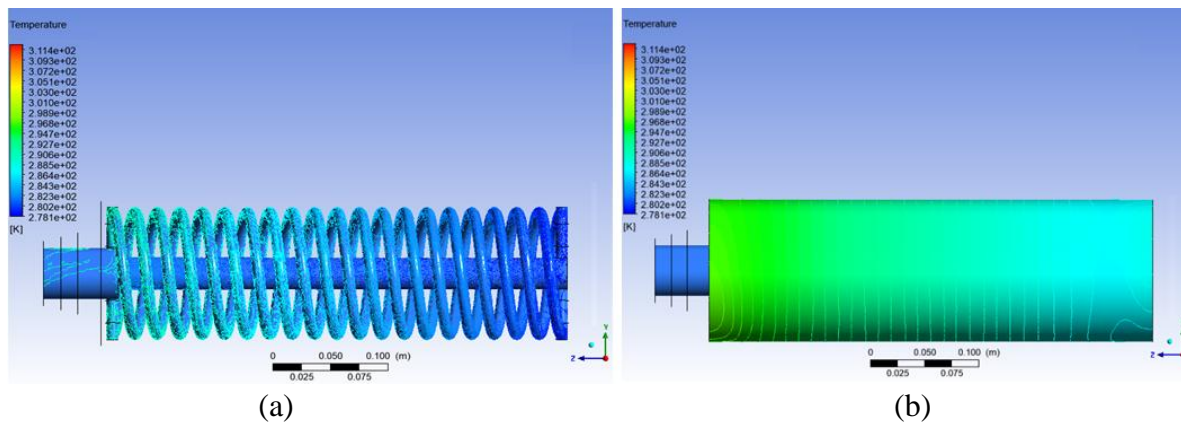 Temperature
3.114e+02
3.093e+02
3.072e+02
3.051e+02
3.030e+02
3.010e+02
2.989e+02
2.968e+02
2.947e+02
2.927e+02
2.906e+02
2.885e+02
2.864e+02
2.843e+02
2.823e+02
2.802e+02
2.781e+02
[K]
0 0.050 0.100 (m)
0.025 0.075
Y
Z
(a)
Temperature
3.114e+02
3.093e+02
3.072e+02
3.051e+02
3.030e+02
3.010e+02
2.989e+02
2.968e+02
2.947e+02
2.927e+02
2.906e+02
2.885e+02
2.864e+02
2.843e+02
2.823e+02
2.802e+02
2.781e+02
[K]
0 0.050 0.100 (m)
0.025 0.075
Z
(b)